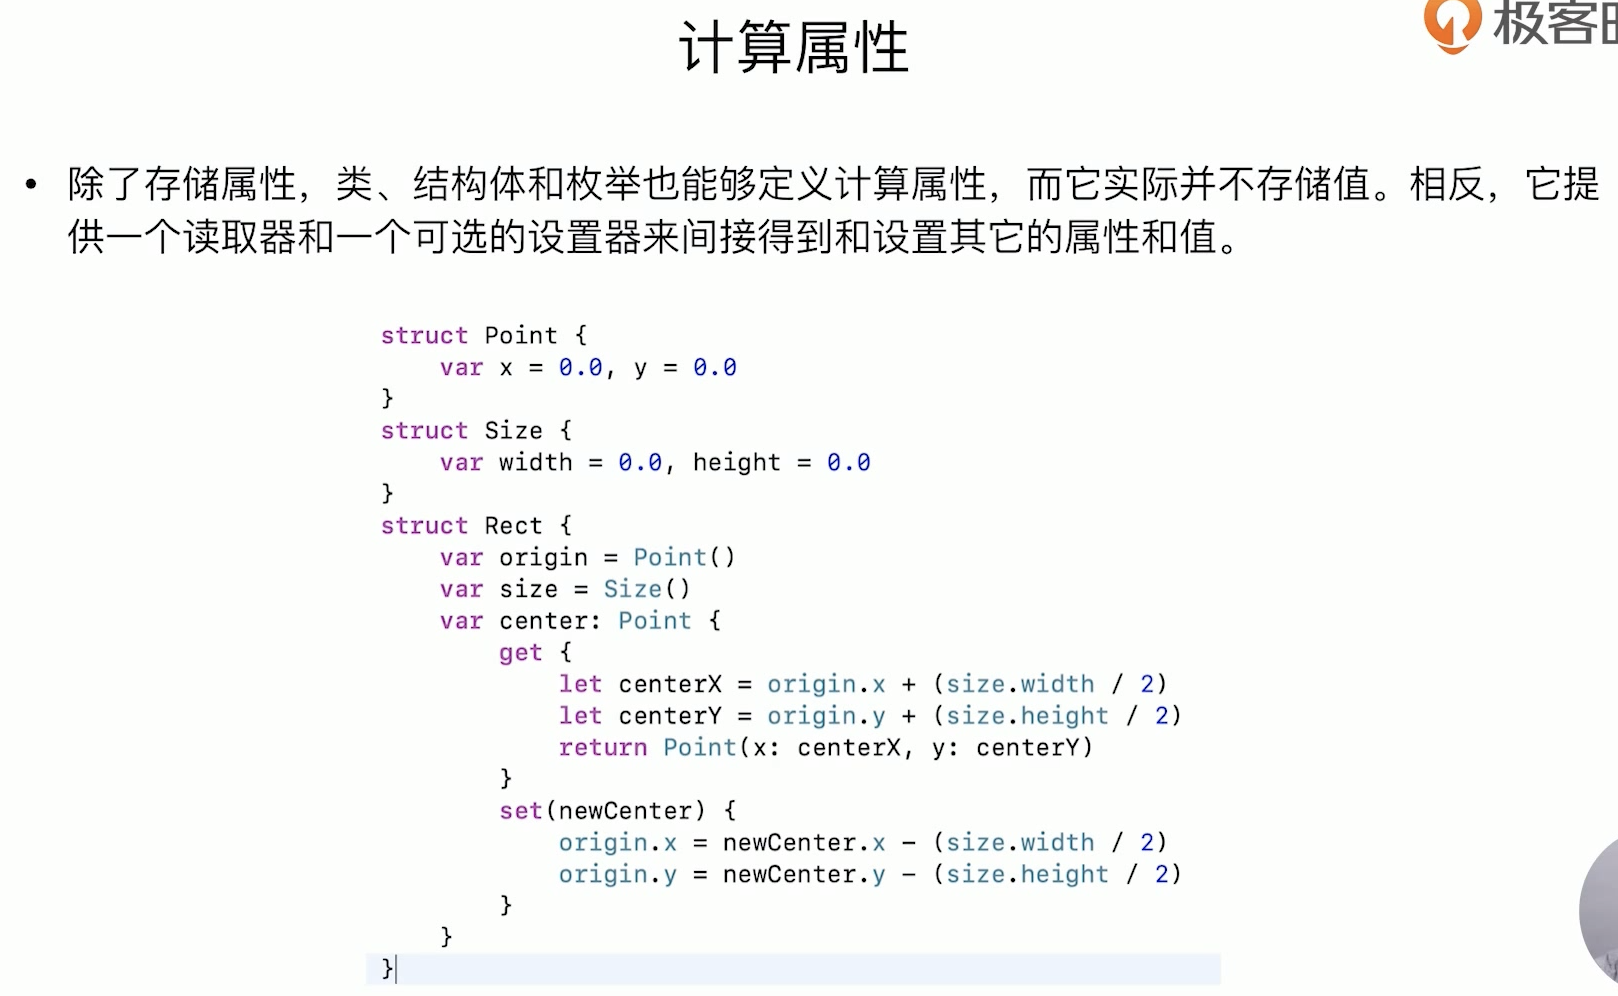 计算属性
极客
• 除了存储属性，类、结构体和枚举也能够定义计算属性，而它实际并不存储值。相反，它提
供一个读取器和一个可选的设置器来间接得到和设置其它的属性和值。
struct Point {
    var x = 0.0, y = 0.0
}
struct Size {
    var width = 0.0, height = 0.0
}
struct Rect {
    var origin = Point()
    var size = Size()
    var center: Point {
        get {
            let centerX = origin.x + (size.width / 2)
            let centerY = origin.y + (size.height / 2)
            return Point(x: centerX, y: centerY)
        }
        set(newCenter) {
            origin.x = newCenter.x - (size.width / 2)
            origin.y = newCenter.y - (size.height / 2)
        }
    }
}